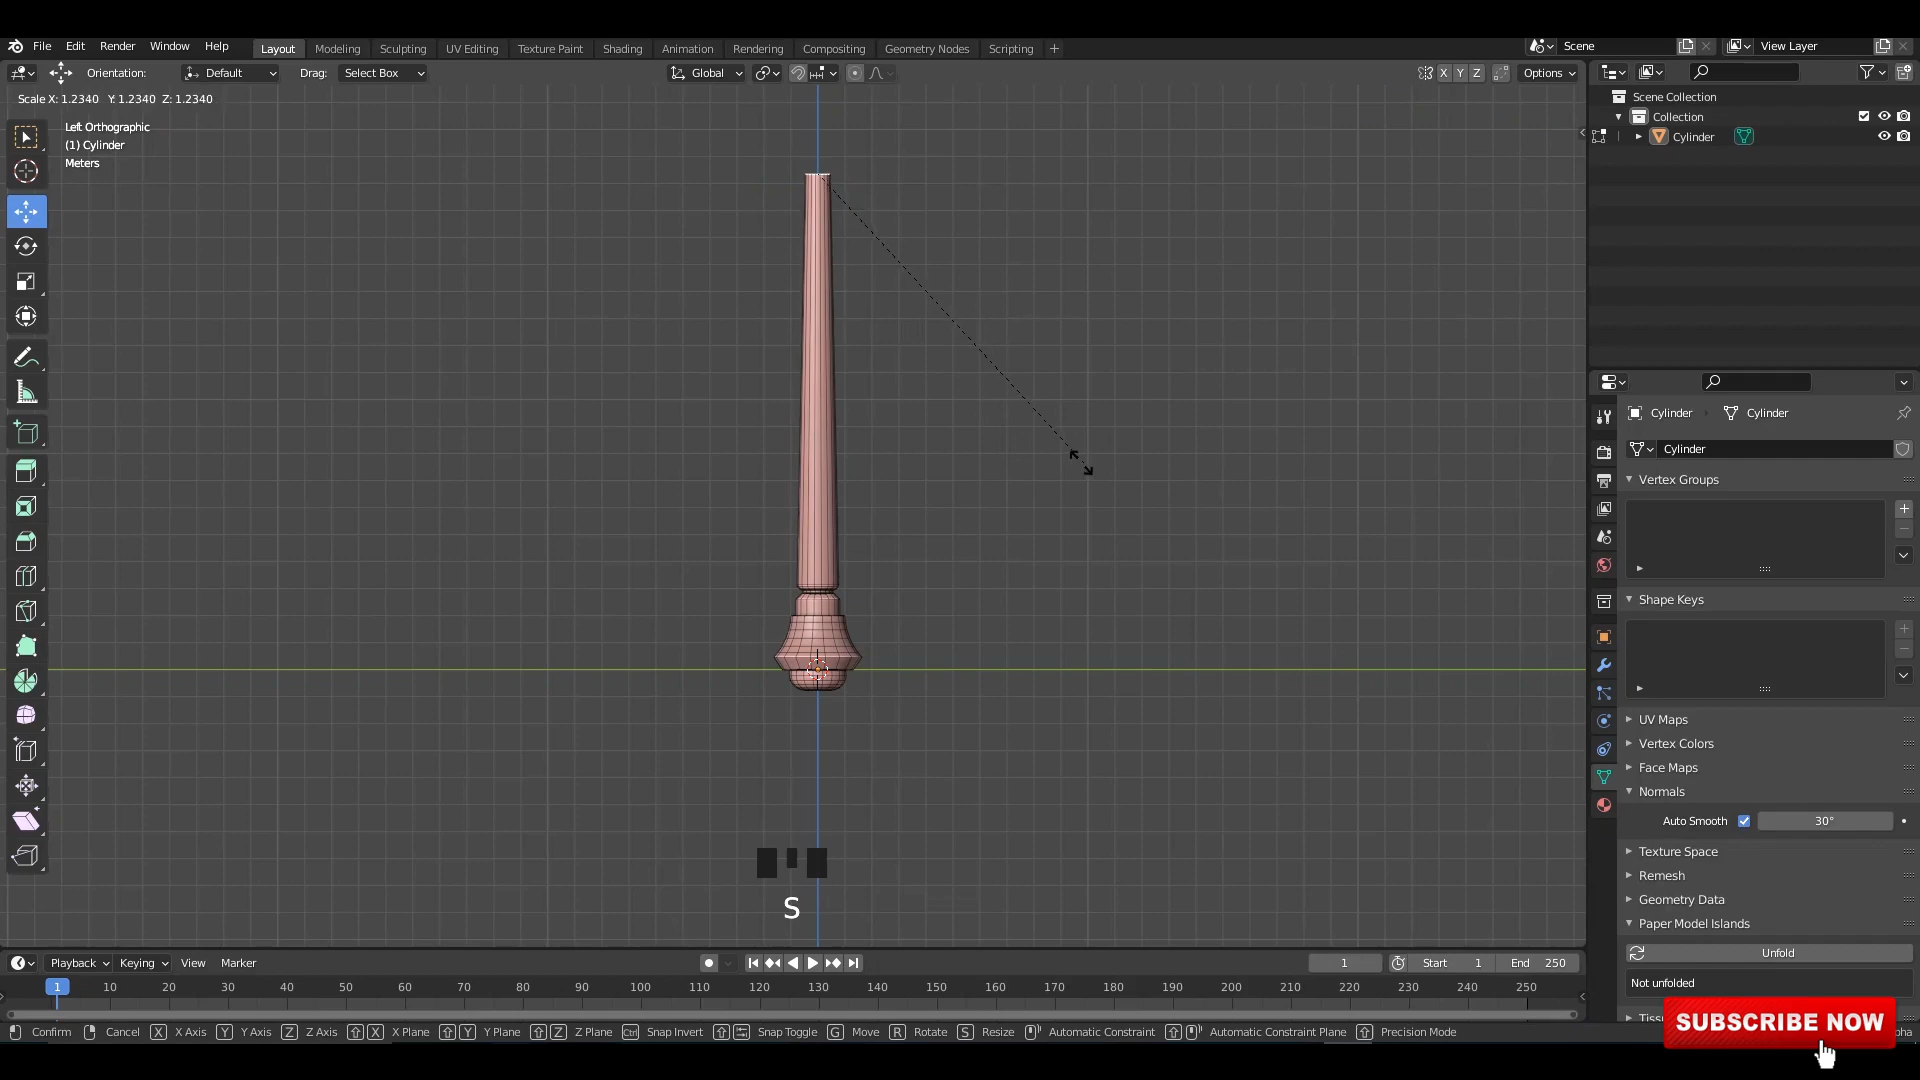 File Edit Render Window Help Layout Modeling Sculpting UV Editing Texture Paint Shading Animation Rendering Compositing Geometry Nodes Scripting + Scene View Layer
Orientation: Default Drag: Select Box Global X Y Z Options
Scale X: 1.2340 Y: 1.2340 Z: 1.2340
Left Orthographic
(1) Cylinder
Meters
Scene Collection
Collection
Cylinder
Cylinder Cylinder
Cylinder
Vertex Groups
Shape Keys
UV Maps
Vertex Colors
Face Maps
Normals
Auto Smooth 30°
Texture Space
Remesh
Geometry Data
Paper Model Islands
Unfold
Not unfolded
S
Playback Keying View Marker 1 Start 1 End 250
1 10 20 30 40 50 60 70 80 90 100 110 120 130 140 150 160 170 180 190 200 210 220 230 240 250
Confirm Cancel X X Axis Y Y Axis Z Z Axis X X Plane Y Y Plane Z Z Plane Ctrl Snap Invert Snap Toggle G Move R Rotate S Resize Automatic Constraint Automatic Constraint Plane Precision Mode
SUBSCRIBE NOW